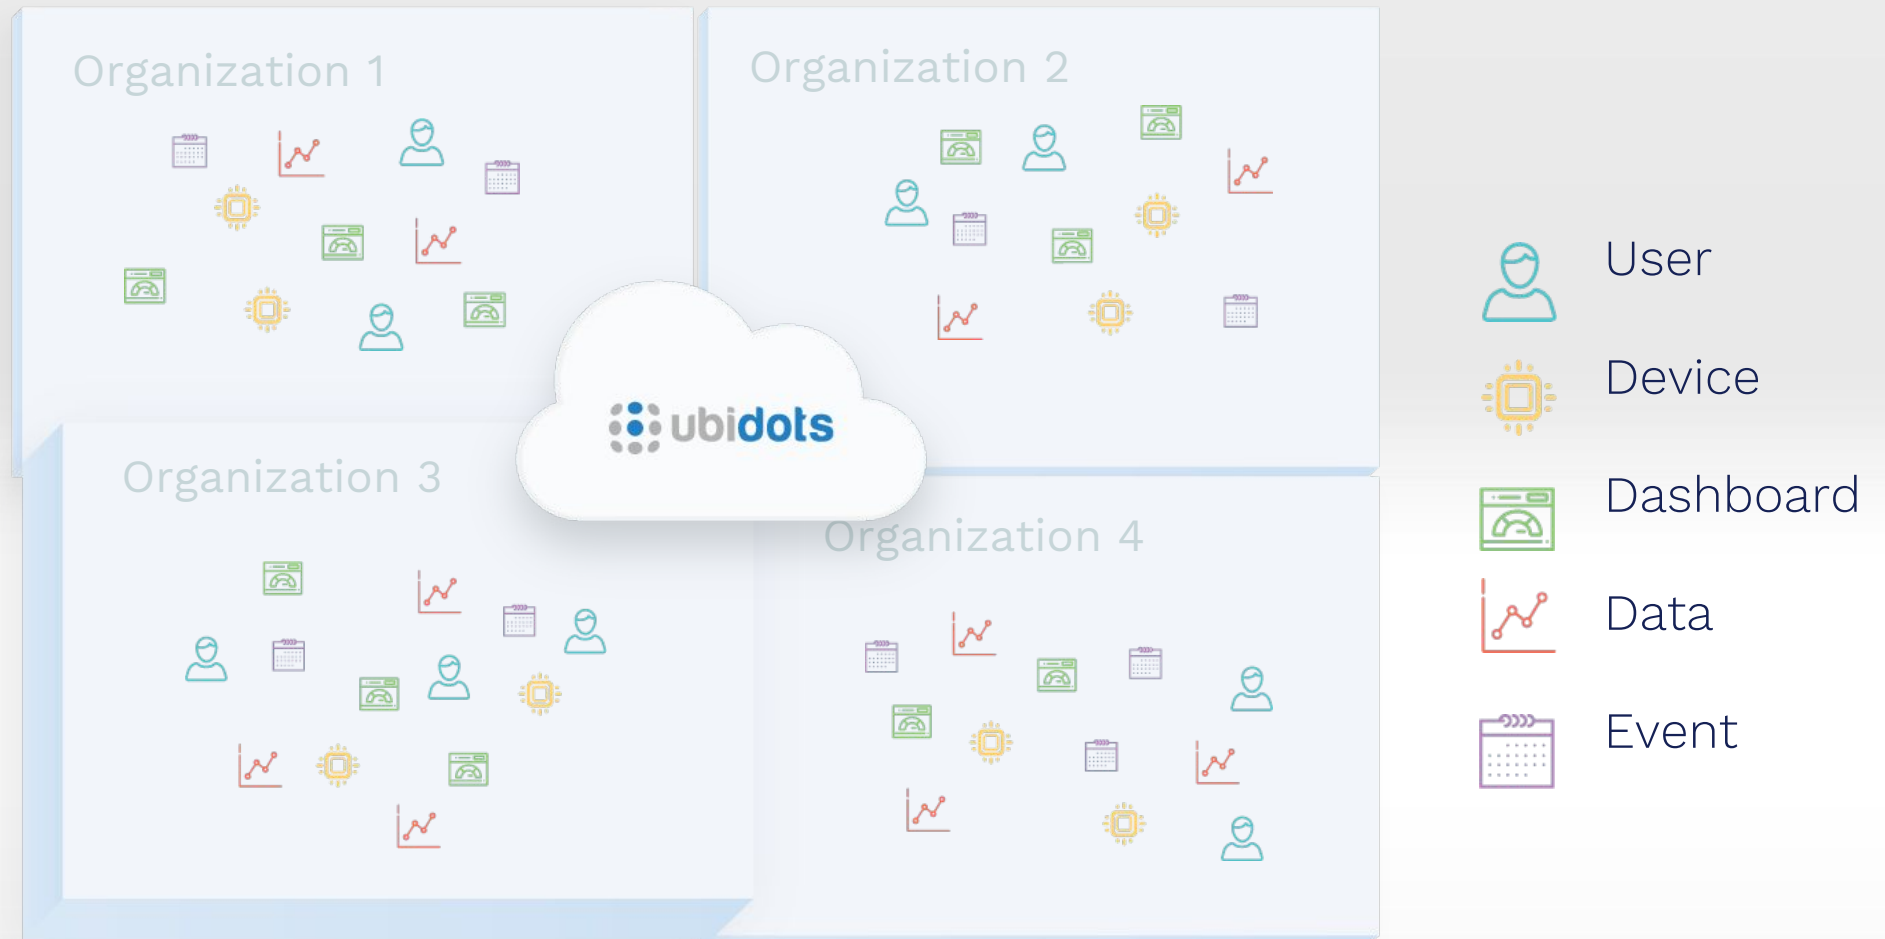 Organization 1
Organization 2
ubidots
Organization 3
Organization 4
User
Device
Dashboard
Data
Event